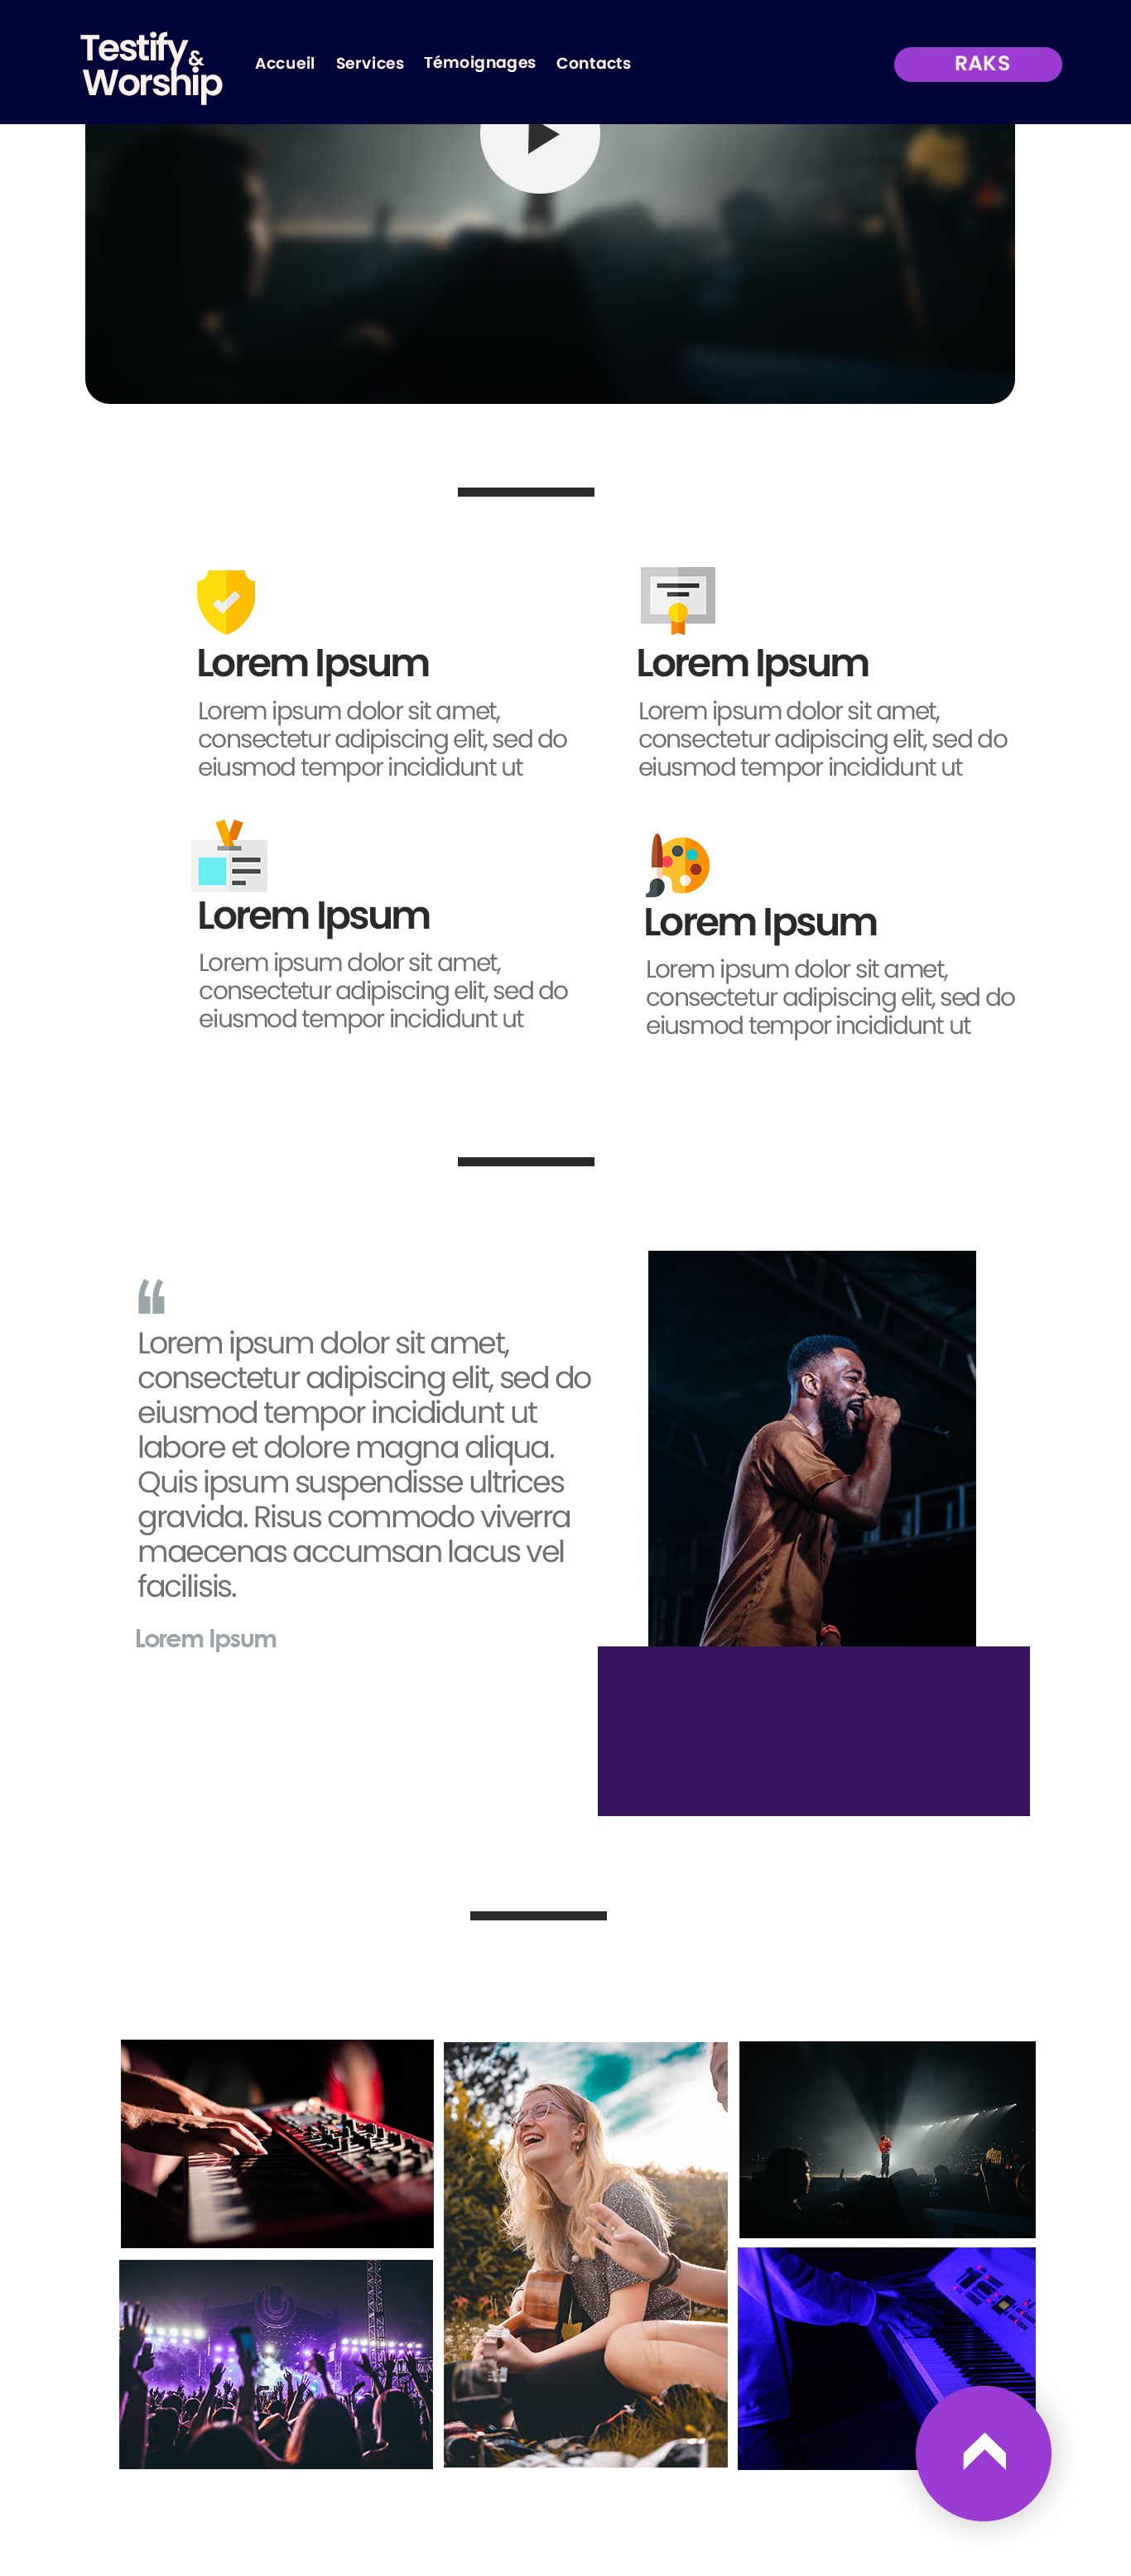 Testify &
Worship
Accueil Services Témoignages Contacts
RAKS
Lorem Ipsum
Lorem ipsum dolor sit amet,
consectetur adipiscing elit, sed do
eiusmod tempor incididunt ut
Lorem Ipsum
Lorem ipsum dolor sit amet,
consectetur adipiscing elit, sed do
eiusmod tempor incididunt ut
Lorem Ipsum
Lorem ipsum dolor sit amet,
consectetur adipiscing elit, sed do
eiusmod tempor incididunt ut
Lorem Ipsum
Lorem ipsum dolor sit amet,
consectetur adipiscing elit, sed do
eiusmod tempor incididunt ut
“
Lorem ipsum dolor sit amet,
consectetur adipiscing elit, sed do
eiusmod tempor incididunt ut
labore et dolore magna aliqua.
Quis ipsum suspendisse ultrices
gravida. Risus commodo viverra
maecenas accumsan lacus vel
facilisis.
Lorem Ipsum